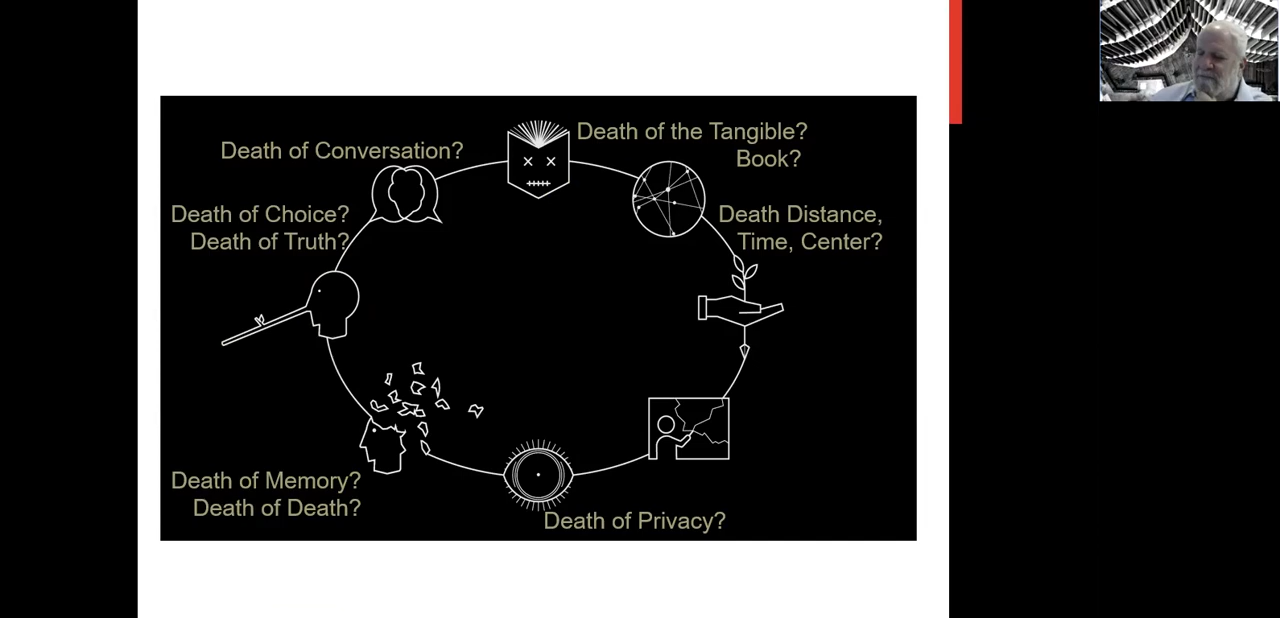 Death of Conversation?
Death of the Tangible?
Book?
Death of Choice?
Death of Truth?
Death Distance,
Time, Center?
Death of Memory?
Death of Death?
Death of Privacy?